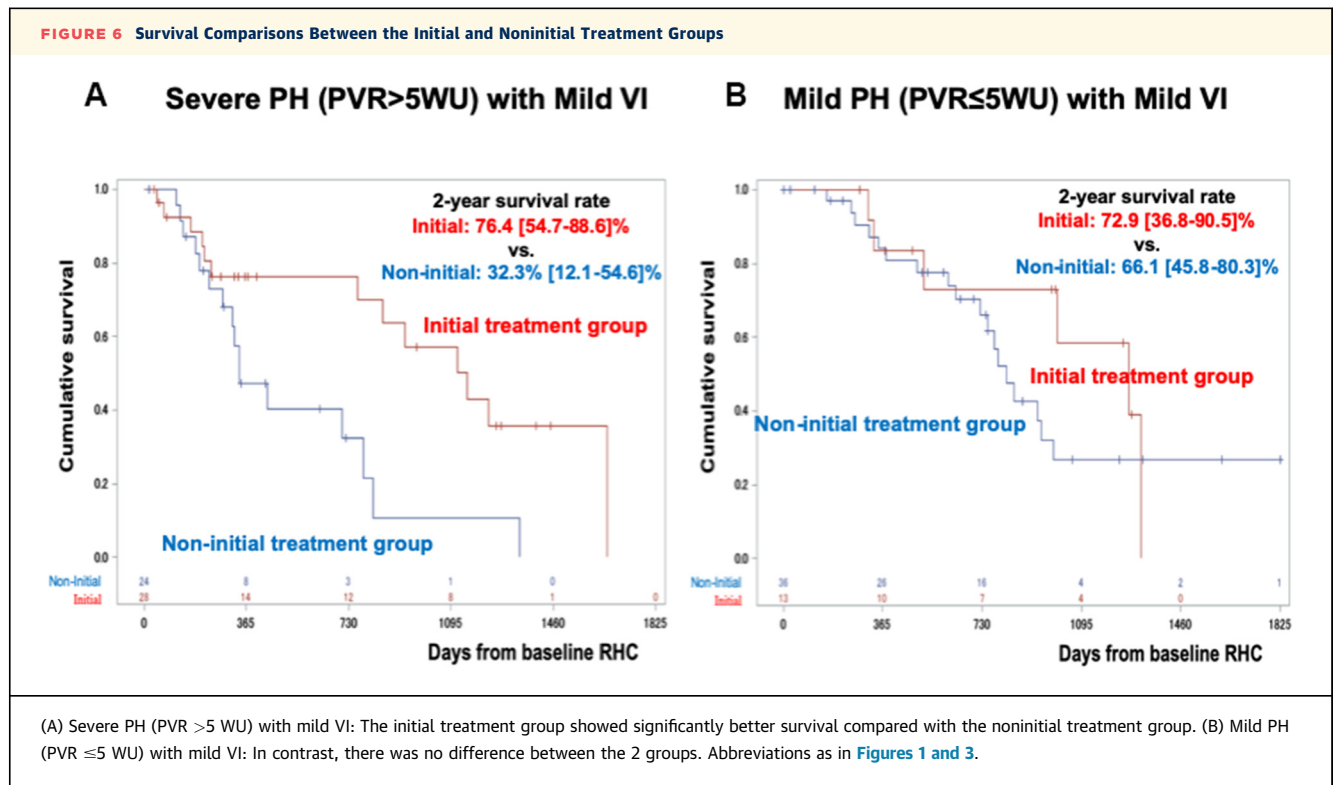 FIGURE 6 Survival Comparisons Between the Initial and Noninitial Treatment Groups
A
Severe PH (PVR>5WU) with Mild VI
Cumulative survival
1.0
0.8
0.6
0.4
0.2
0.0
2-year survival rate
Initial: 76.4 [54.7-88.6]%
vs.
Non-initial: 32.3% [12.1-54.6]%
Initial treatment group
Non-initial treatment group
Non-Initial 24 8 3 1 0
Initial 28 14 12 8 1 0
0 365 730 1095 1460 1825
Days from baseline RHC
B
Mild PH (PVR≤5WU) with Mild VI
Cumulative survival
1.0
0.8
0.6
0.4
0.2
0.0
2-year survival rate
Initial: 72.9 [36.8-90.5]%
vs.
Non-initial: 66.1 [45.8-80.3]%
Initial treatment group
Non-initial treatment group
Non-Initial 36 26 16 4 2 1
Initial 13 10 7 4 0
0 365 730 1095 1460 1825
Days from baseline RHC
(A) Severe PH (PVR >5 WU) with mild VI: The initial treatment group showed significantly better survival compared with the noninitial treatment group. (B) Mild PH
(PVR ≤5 WU) with mild VI: In contrast, there was no difference between the 2 groups. Abbreviations as in Figures 1 and 3.